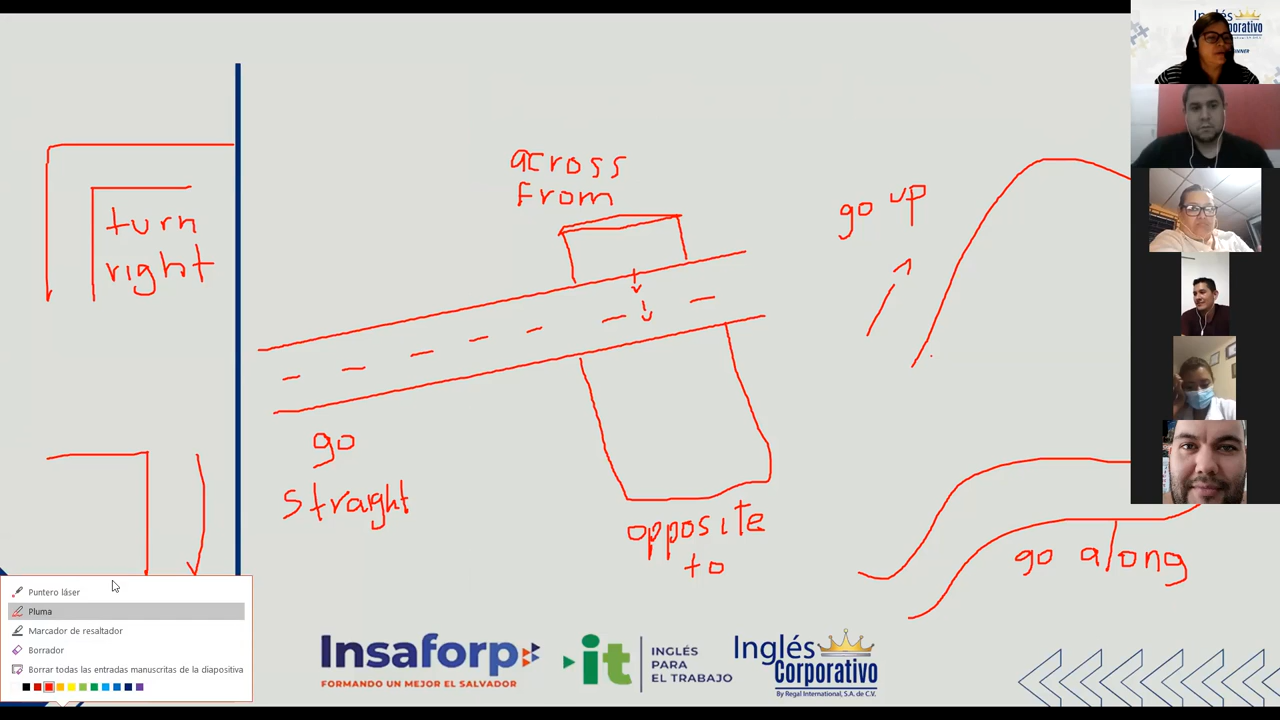 turn
right
across
from
go
straight
opposite
to
go up
go along
Puntero láser
Pluma
Marcador de resaltador
Borrador
Borrar todas las entradas manuscritas de la diapositiva
Insaforp
FORMANDO UN MEJOR EL SALVADOR
it
INGLÉS
PARA
EL TRABAJO
Inglés
Corporativo
By Regal International, S.A. de C.V.
Inglés
Corporativo